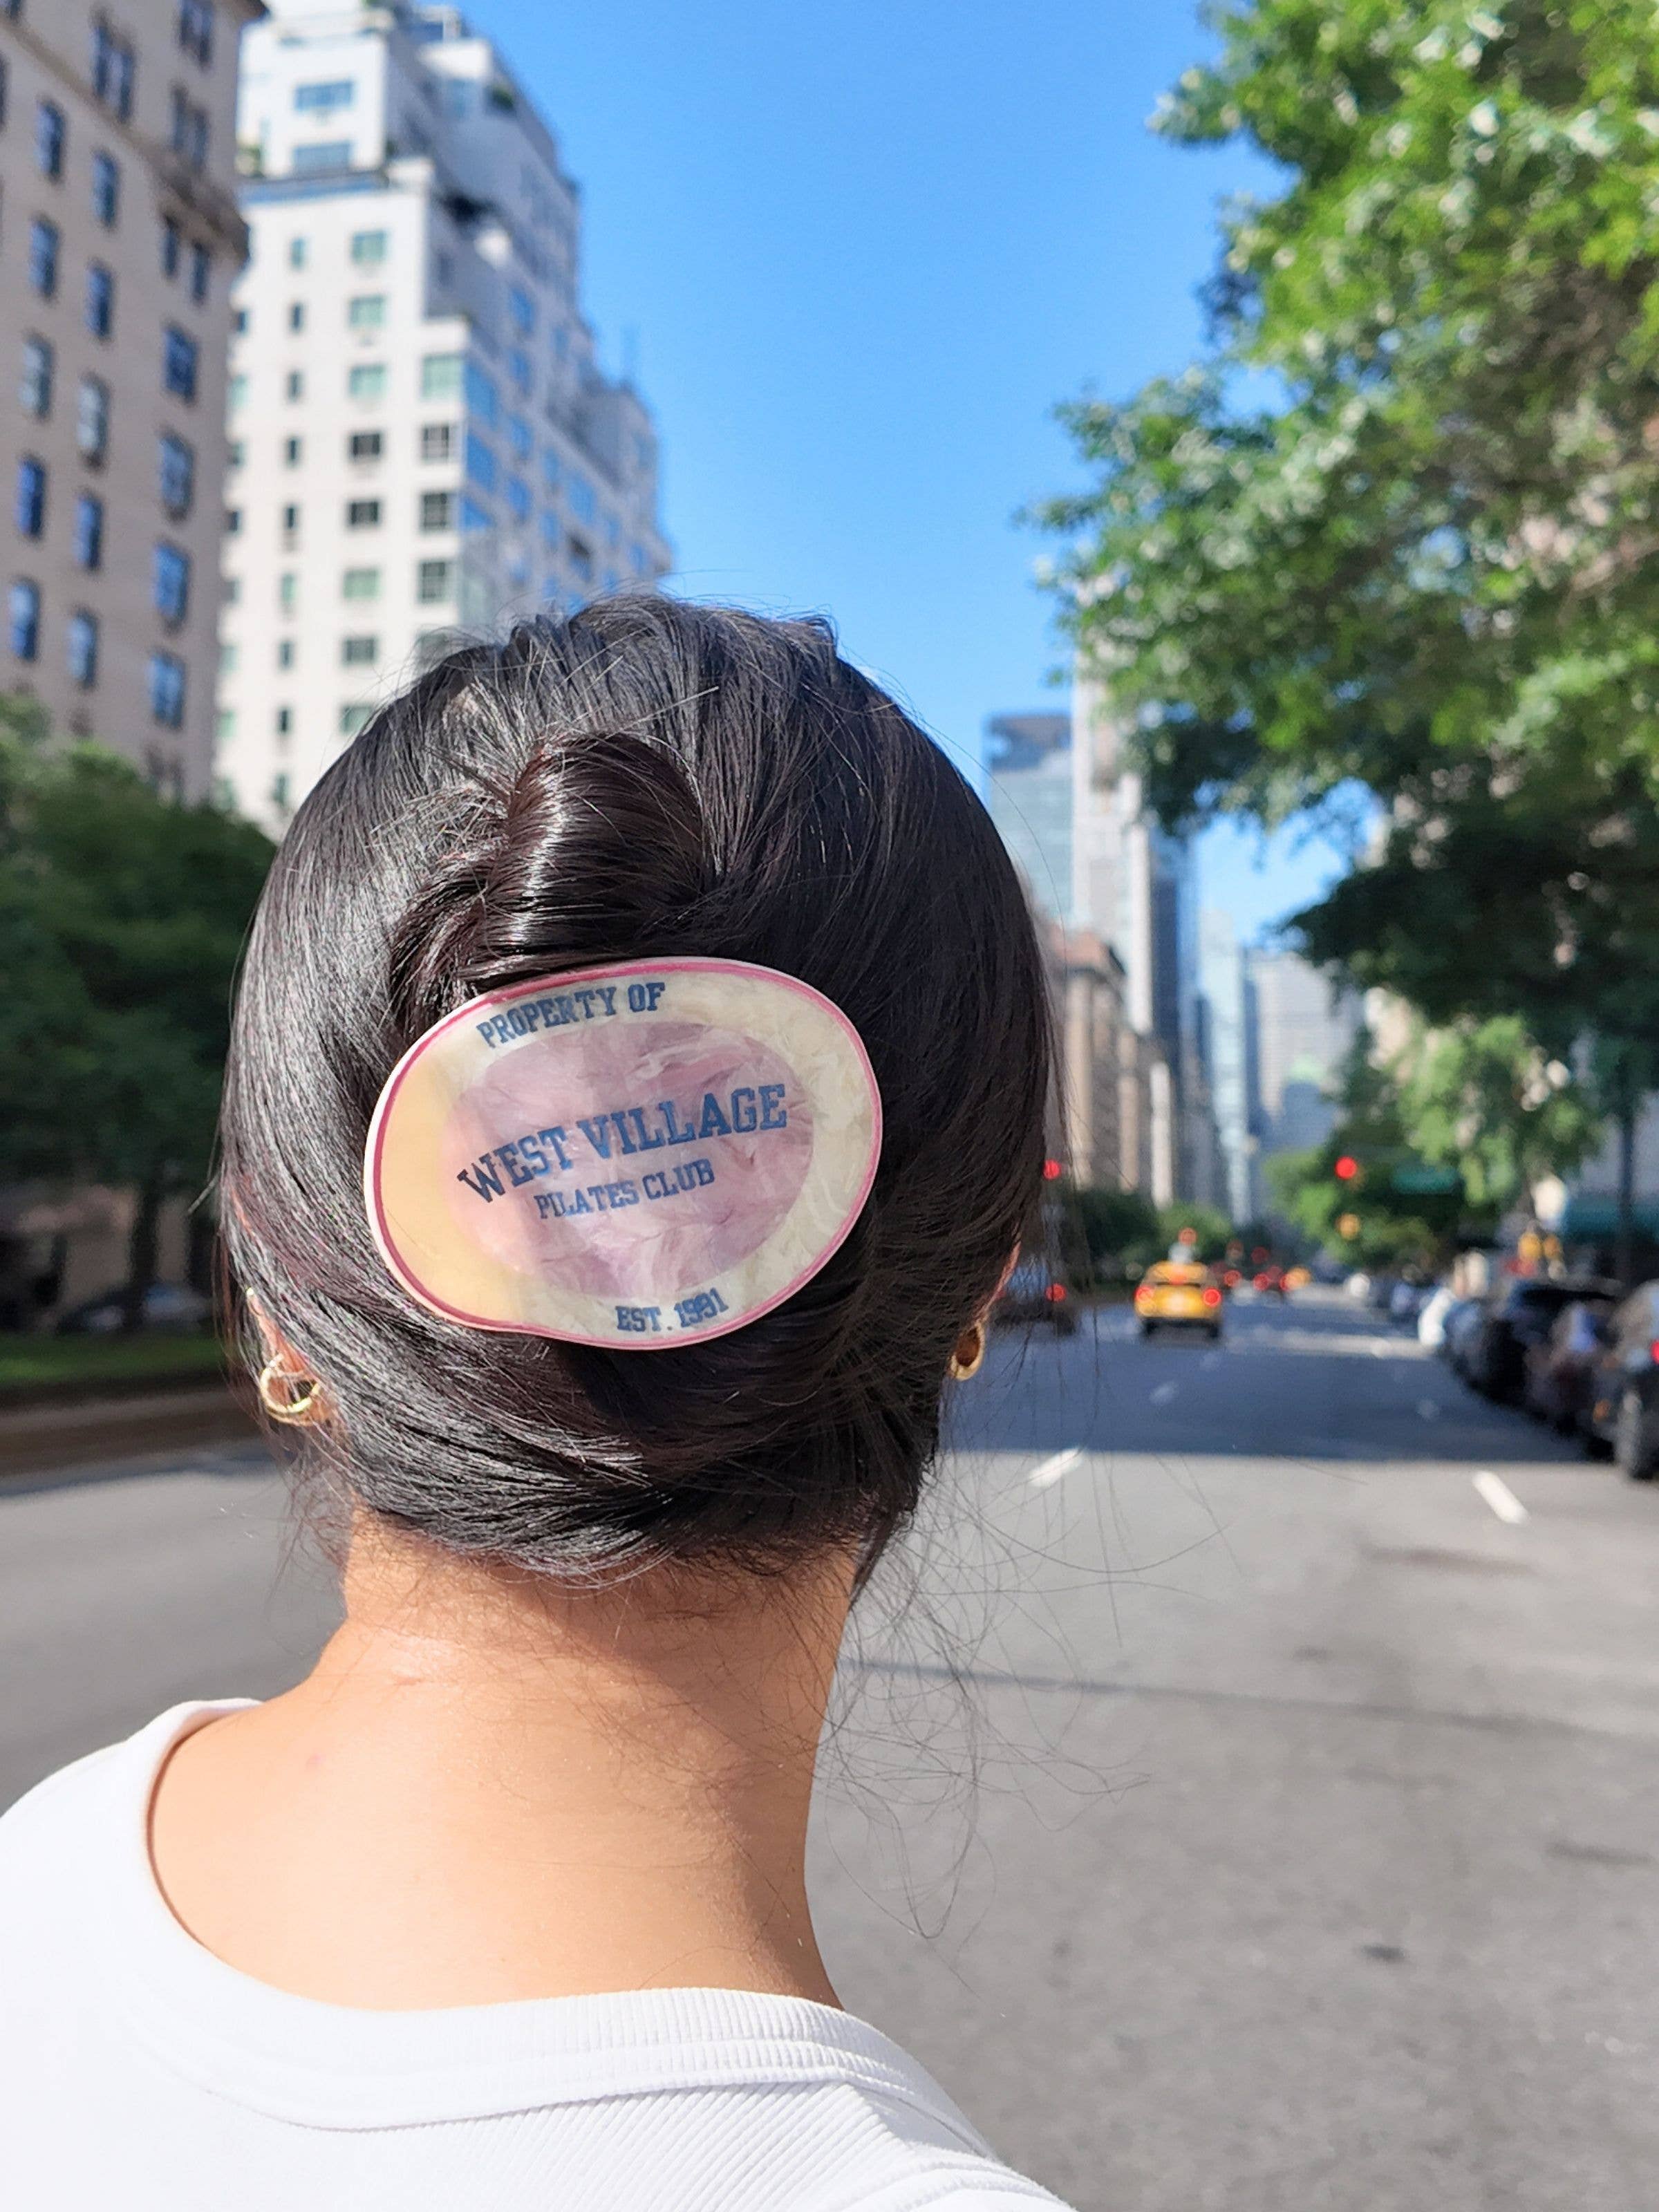 PROPERTY OF
WEST VILLAGE
PILATES CLUB
EST. 1991